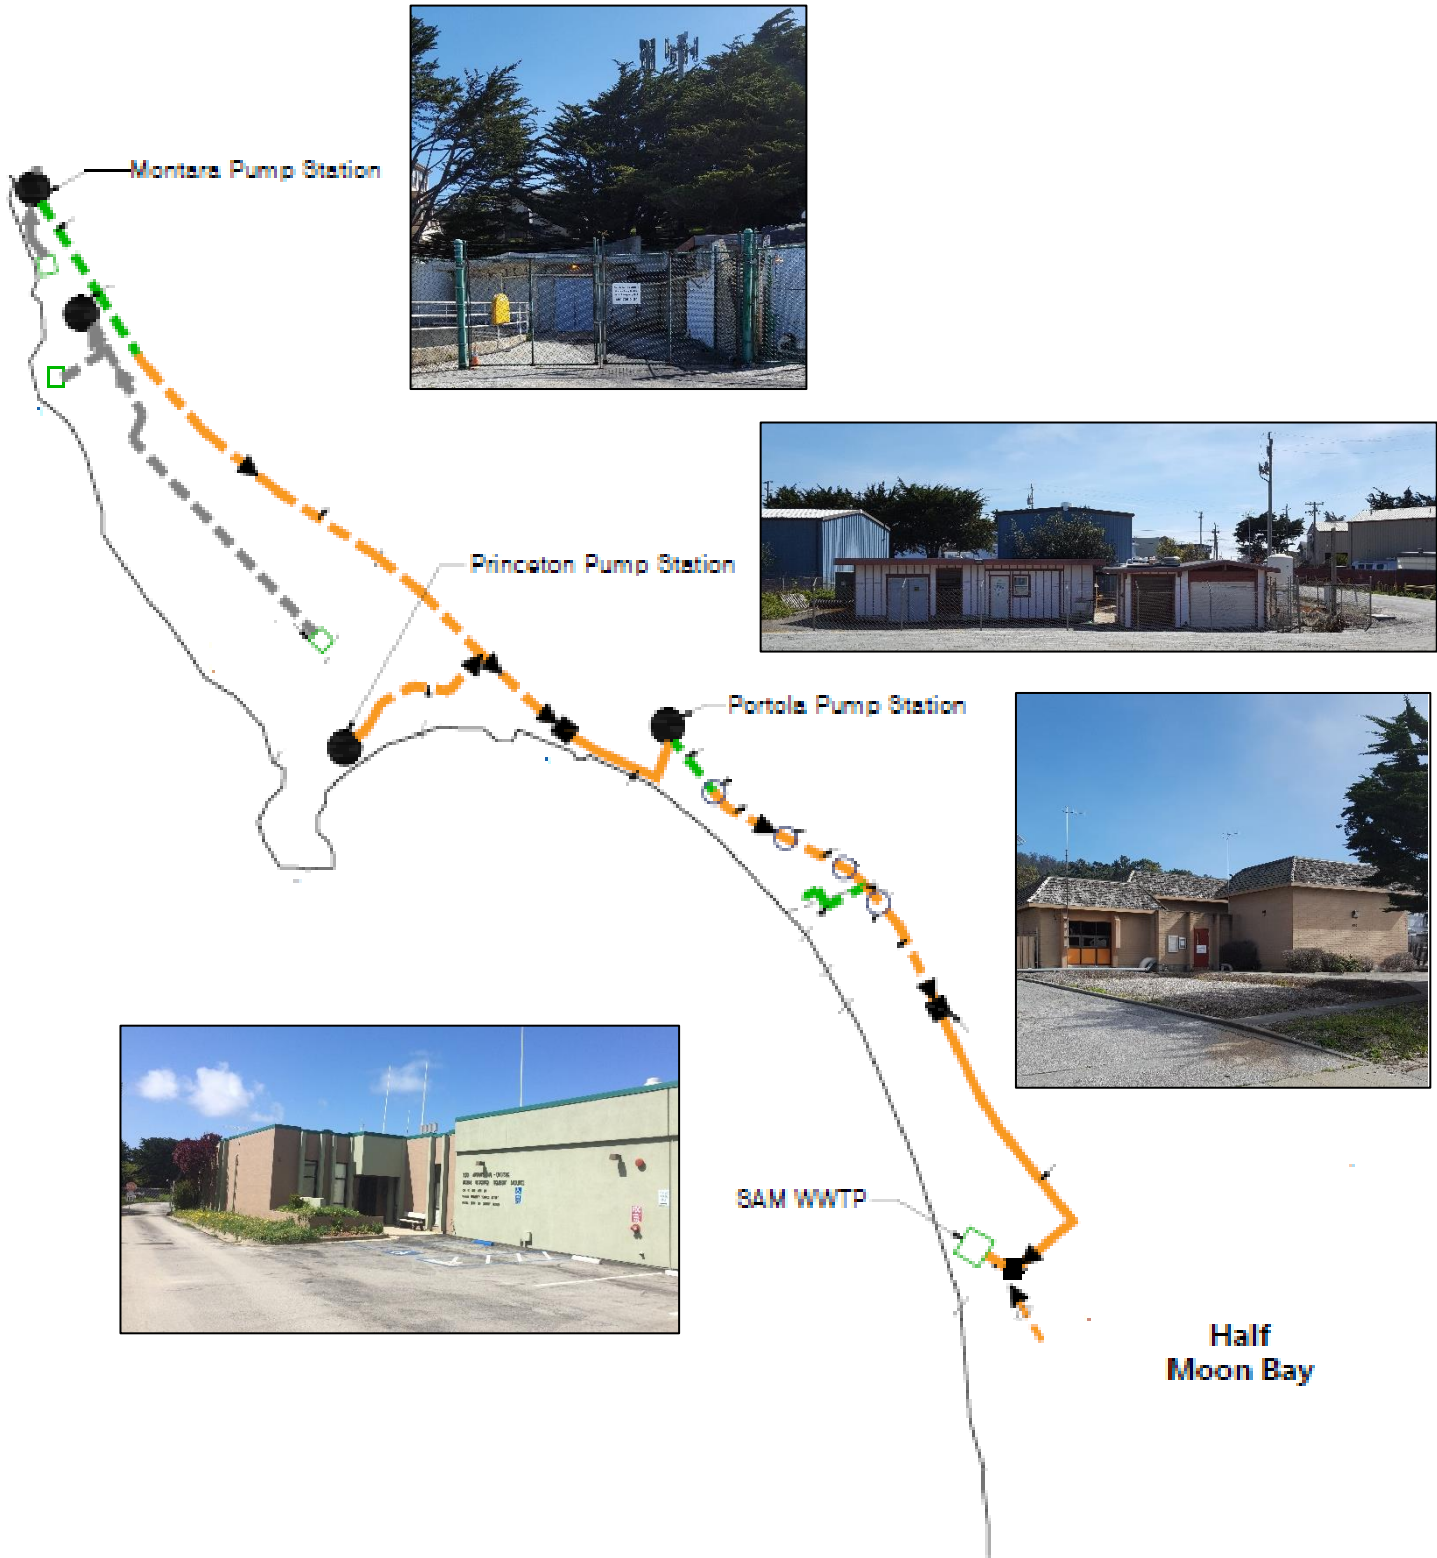 Montara Pump Station
Princeton Pump Station
Portola Pump Station
SAM WWTP
Half
Moon Bay